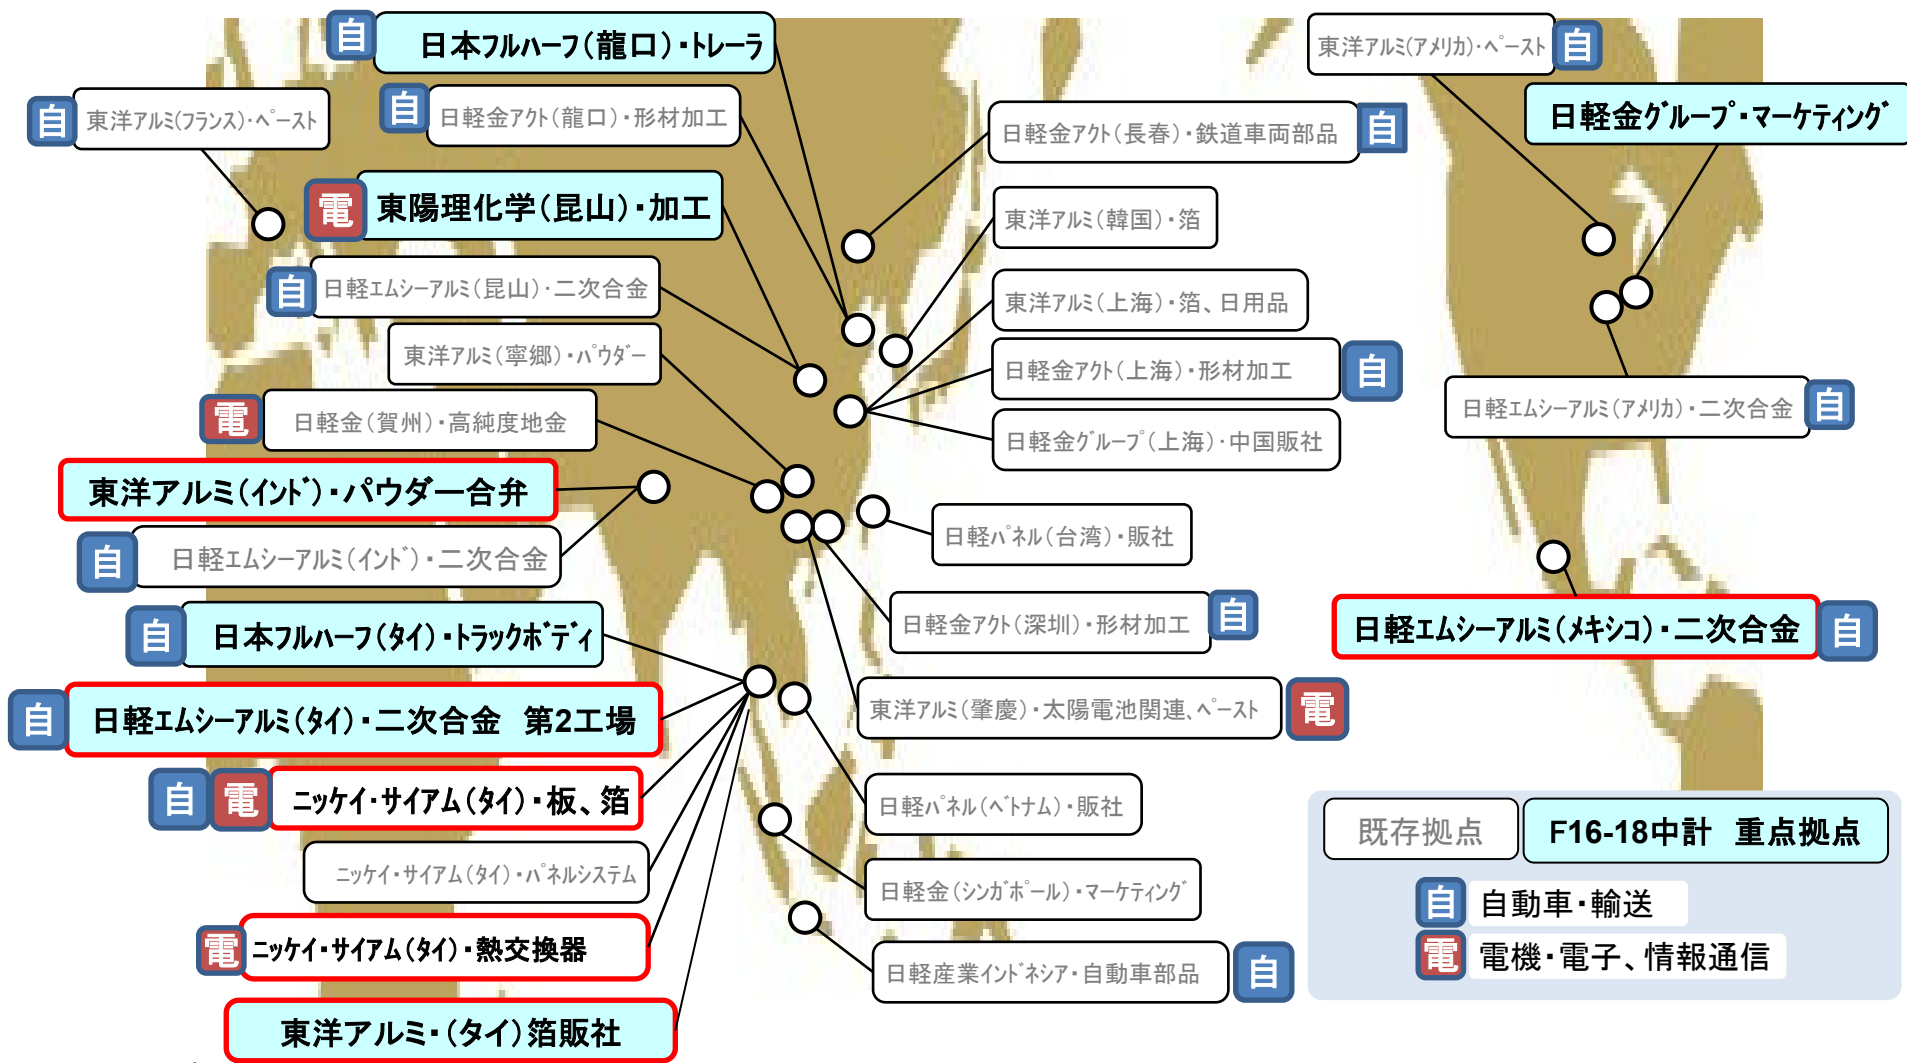 自 日本フルハーフ(龍口)・トレーラ
自 東洋アルミ(フランス)・ペースト
自 日軽金アクト(龍口)・形材加工
電 東陽理化学(昆山)・加工
自 日軽エムシーアルミ(昆山)・二次合金
東洋アルミ(寧郷)・パウダー
電 日軽金(賀州)・高純度地金
東洋アルミ(インド)・パウダー合弁
自 日軽エムシーアルミ(インド)・二次合金
自 日本フルハーフ(タイ)・トラックボディ
自 日軽エムシーアルミ(タイ)・二次合金 第2工場
自 電 ニッケイ・サイアム(タイ)・板、箔
ニッケイ・サイアム(タイ)・パネルシステム
電 ニッケイ・サイアム(タイ)・熱交換器
東洋アルミ・(タイ)箔販社
日軽金アクト(長春)・鉄道車両部品 自
東洋アルミ(韓国)・箔
東洋アルミ(上海)・箔、日用品
日軽金アクト(上海)・形材加工 自
日軽金グループ(上海)・中国販社
日軽パネル(台湾)・販社
日軽金アクト(深圳)・形材加工 自
東洋アルミ(肇慶)・太陽電池関連、ペースト 電
日軽パネル(ベトナム)・販社
日軽金(シンガポール)・マーケティング
日軽産業インドネシア・自動車部品 自
東洋アルミ(アメリカ)・ペースト 自
日軽金グループ・マーケティング
日軽エムシーアルミ(アメリカ)・二次合金 自
日軽エムシーアルミ(メキシコ)・二次合金 自
既存拠点 F16-18中計 重点拠点
自 自動車・輸送
電 電機・電子、情報通信